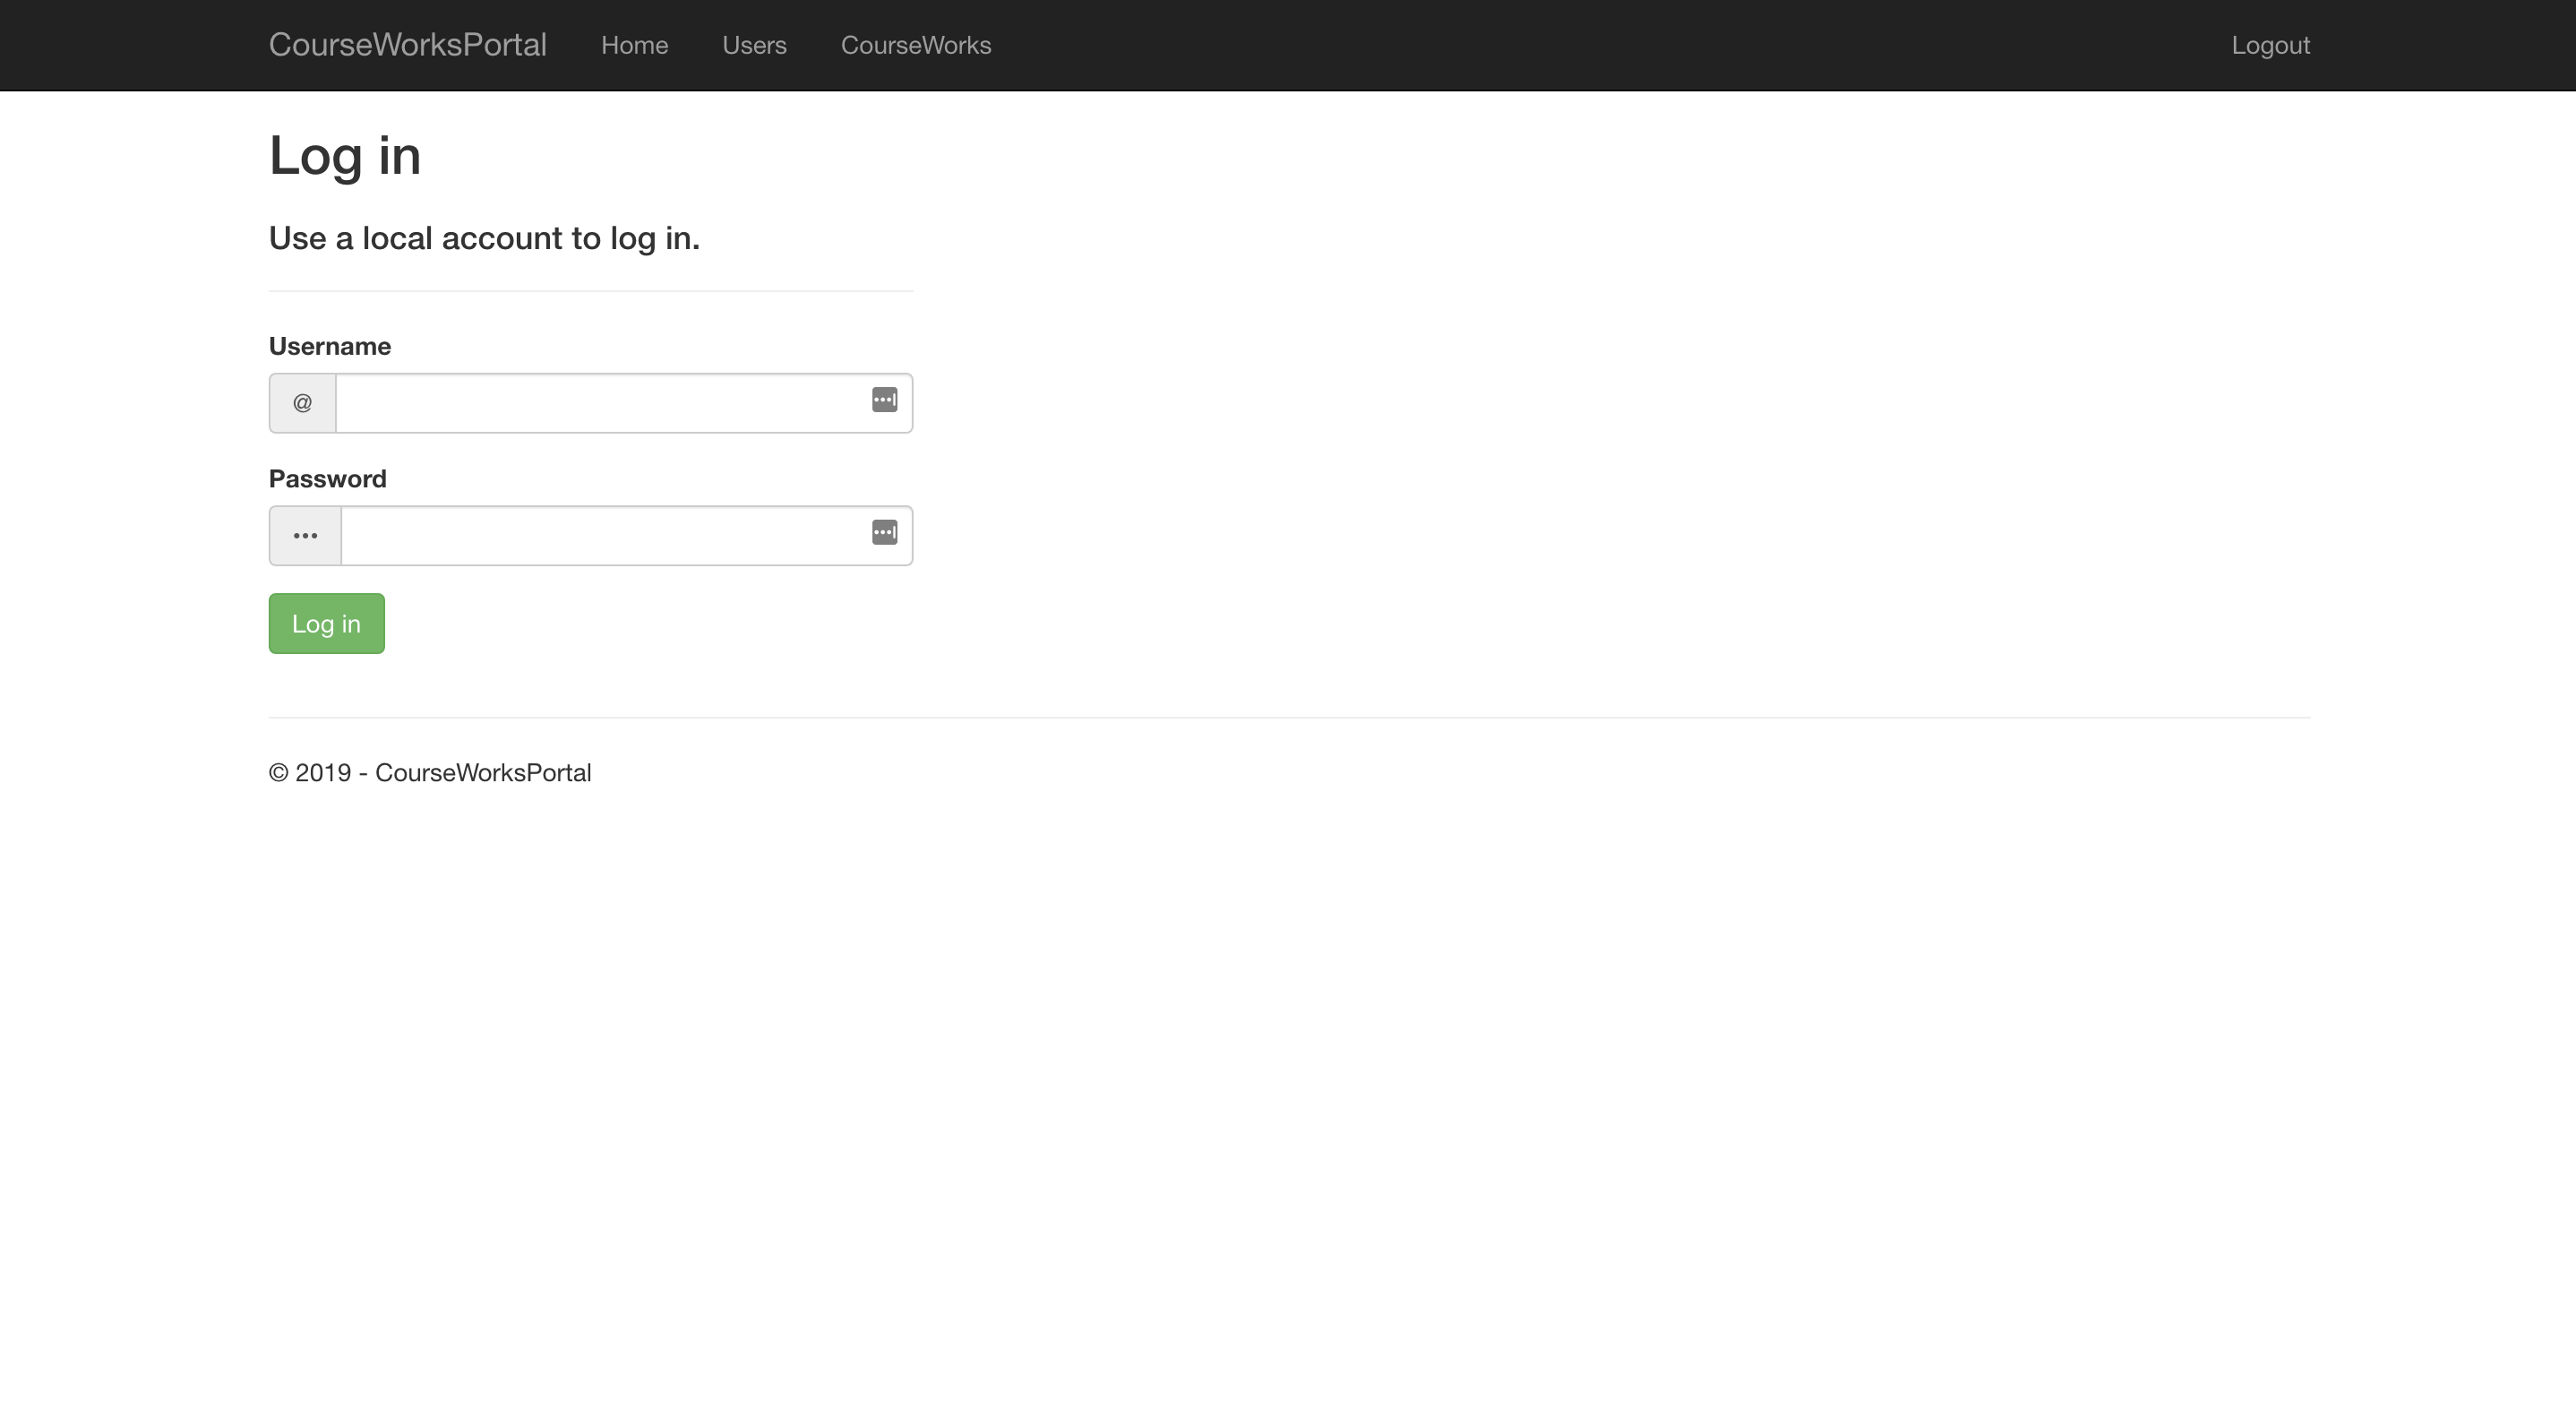 CourseWorksPortal Home Users CourseWorks Logout
Log in
Use a local account to log in.
Username
@
Password
•••
Log in
© 2019 - CourseWorksPortal